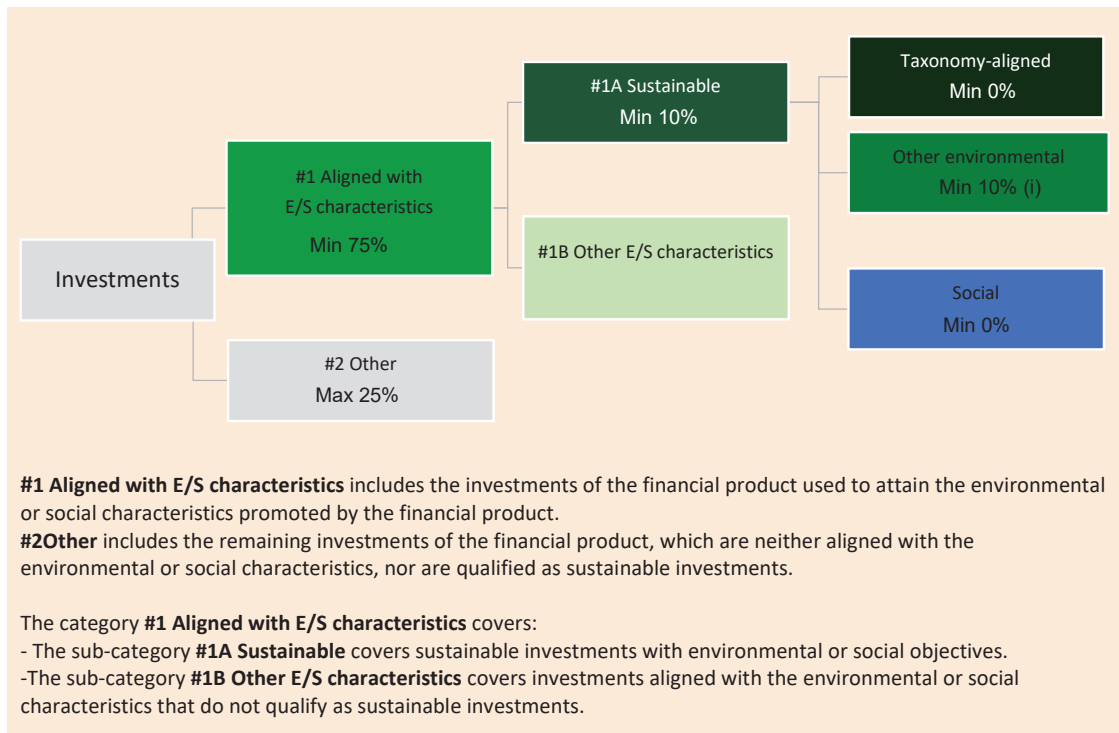 Taxonomy-aligned
Min 0%
#1A Sustainable
Min 10%
Other environmental
Min 10% (i)
#1 Aligned with
E/S characteristics
Min 75%
#1B Other E/S characteristics
Investments
Social
Min 0%
#2 Other
Max 25%
#1 Aligned with E/S characteristics includes the investments of the financial product used to attain the environmental
or social characteristics promoted by the financial product.
#2Other includes the remaining investments of the financial product, which are neither aligned with the
environmental or social characteristics, nor are qualified as sustainable investments.
The category #1 Aligned with E/S characteristics covers:
- The sub-category #1A Sustainable covers sustainable investments with environmental or social objectives.
-The sub-category #1B Other E/S characteristics covers investments aligned with the environmental or social
characteristics that do not qualify as sustainable investments.